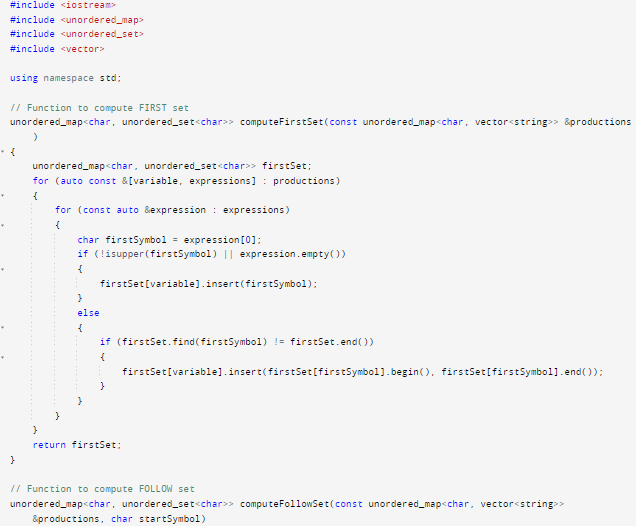 #include <iostream>
#include <unordered_map>
#include <unordered_set>
#include <vector>
using namespace std;
// Function to compute FIRST set
unordered_map<char, unordered_set<char>> computeFirstSet(const unordered_map<char, vector<string>> &productions
)
{
unordered_map<char, unordered_set<char>> firstSet;
for (auto const &[variable, expressions] : productions)
{
for (const auto &expression : expressions)
{
char firstSymbol = expression[0];
if (!isupper(firstSymbol) || expression.empty())
{
firstSet[variable].insert(firstSymbol);
}
else
{
if (firstSet.find(firstSymbol) != firstSet.end())
{
firstSet[variable].insert(firstSet[firstSymbol].begin(), firstSet[firstSymbol].end());
}
}
}
}
return firstSet;
}
// Function to compute FOLLOW set
unordered_map<char, unordered_set<char>> computeFollowSet(const unordered_map<char, vector<string>>
&productions, char startSymbol)